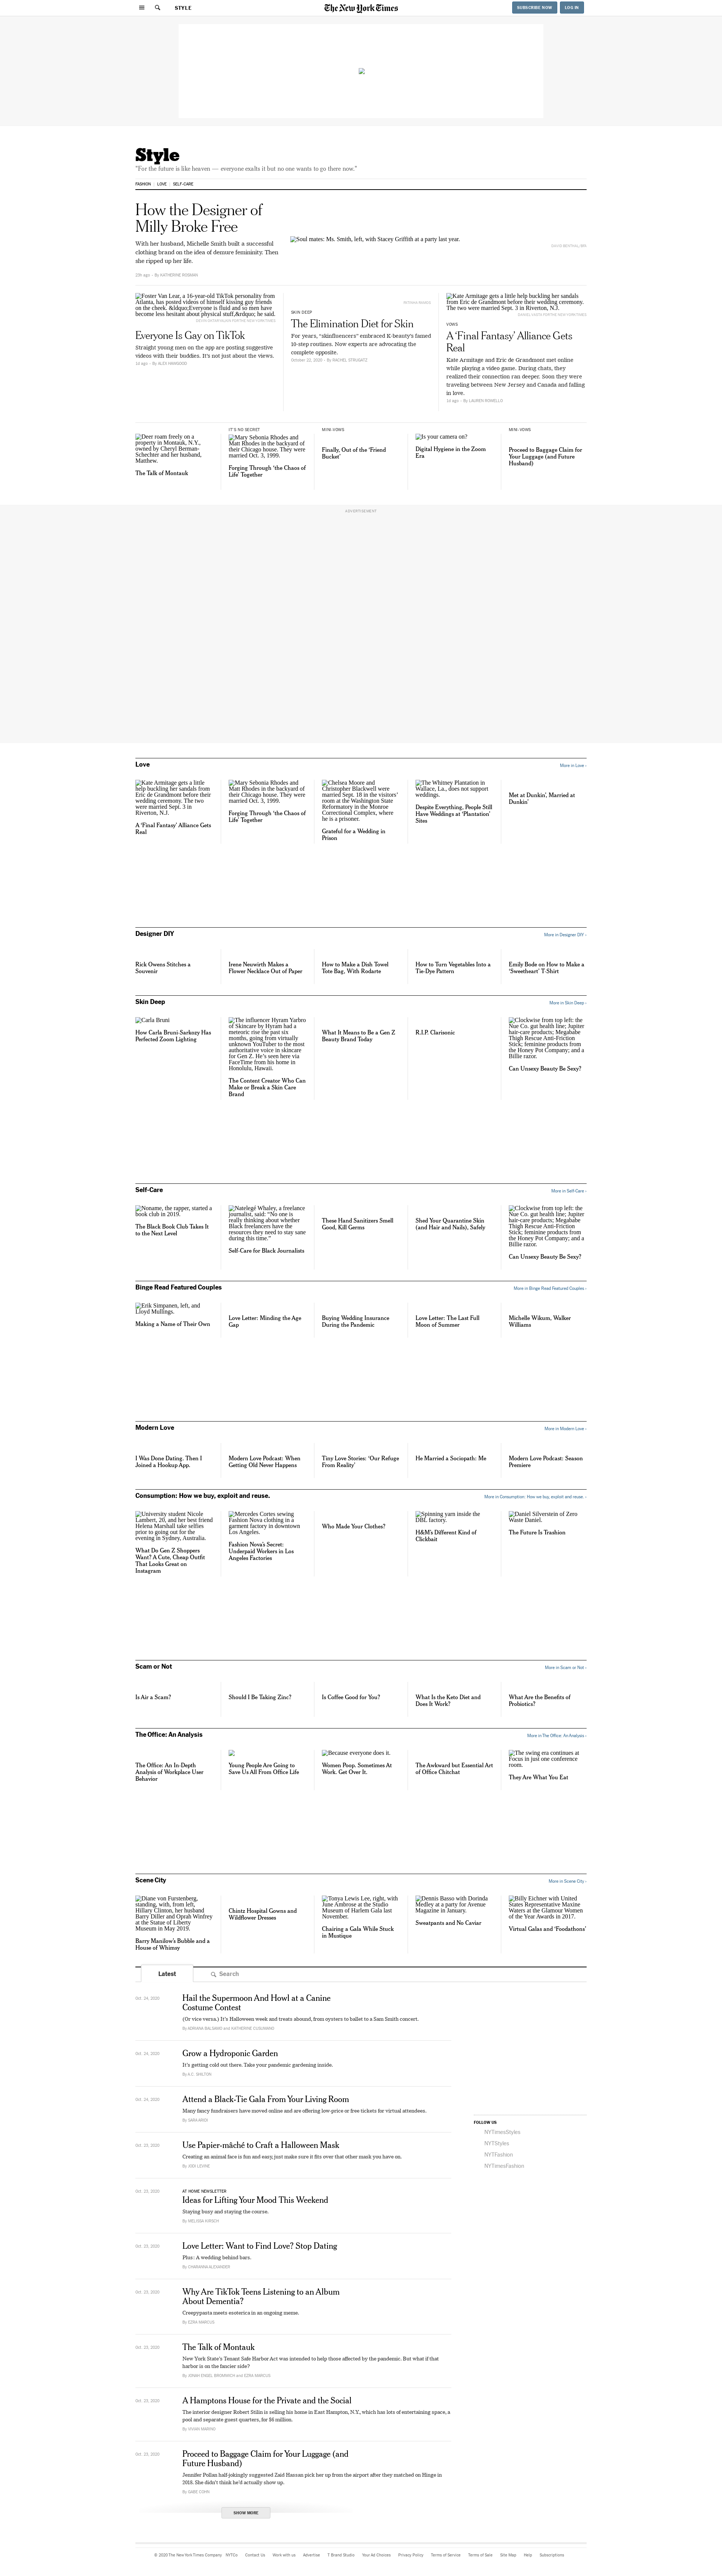 STYLE
The New York Times
SUBSCRIBE NOW
LOG IN
Style
"For the future is like heaven — everyone exalts it but no one wants to go there now."
FASHION
LOVE
SELF-CARE
How the Designer of
Milly Broke Free
With her husband, Michelle Smith built a successful
clothing brand on the idea of demure femininity. Then
she ripped up her life.
By KATHERINE ROSMAN
Soul mates: Ms. Smith, left, with Stacey Griffith at a party last year.
Foster Van Lear, a 16-year-old TikTok personality from
Atlanta, has posted videos of himself kissing guy friends
on the cheek. &ldquo;Everyone is fluid and so men have
become less hesitant about physical stuff,&rdquo; he said.
Everyone Is Gay on TikTok
Straight young men on the app are posting suggestive
videos with their buddies. It's not just about the views.
1d ago – By ALEX HAWGOOD
SKIN DEEP
The Elimination Diet for Skin
For years, "skinfluencers" embraced K-beauty's famed
10-step routines. Now experts are advocating the
complete opposite.
October 22, 2020 – By RACHEL STRUGATZ
Kate Armitage gets a little help buckling her sandals
from Eric de Grandmont before their wedding ceremony.
The two were married Sept. 3 in Riverton, N.J.
VOWS
A 'Final Fantasy' Alliance Gets
Real
Kate Armitage and Eric de Grandmont met online
while playing a video game. During chats, they
realized their connection ran deeper. Soon they were
traveling between New Jersey and Canada and falling
in love.
1d ago – By LAUREN ROWELLO
Deer roam freely on a
property in Montauk, N.Y.,
owned by Cheryl Berman-
Schechter and her husband,
Matthew.
The Talk of Montauk
IT'S NO SECRET
Mary Sebonia Rhodes and
Matt Rhodes in the backyard of
their Chicago house. They were
married Oct. 3, 1999.
Forging Through 'the Chaos of
Life' Together
MINI-VOWS
Finally, Out of the 'Friend
Bucket'
Is your camera on?
Digital Hygiene in the Zoom
Era
MINI-VOWS
Proceed to Baggage Claim for
Your Luggage (and Future
Husband)
ADVERTISEMENT
Love
More in Love ›
Kate Armitage gets a little
help buckling her sandals from
Eric de Grandmont before their
wedding ceremony. The two
were married Sept. 3 in
Riverton, N.J.
A 'Final Fantasy' Alliance Gets
Real
Mary Sebonia Rhodes and
Matt Rhodes in the backyard of
their Chicago house. They were
married Oct. 3, 1999.
Forging Through 'the Chaos of
Life' Together
Chelsea Moore and
Christopher Blackwell were
married Sept. 18 in the visitors'
room at the Washington State
Reformatory in the Monroe
Correctional Complex, where
he is a prisoner.
Grateful for a Wedding in
Prison
The Whitney Plantation in
Wallace, La., does not support
weddings.
Despite Everything, People Still
Have Weddings at 'Plantation'
Sites
Met at Dunkin', Married at
Dunkin'
Designer DIY
More in Designer DIY ›
Rick Owens Stitches a
Souvenir
Irene Neuwirth Makes a
Flower Necklace Out of Paper
How to Make a Dish Towel
Tote Bag, With Rodarte
How to Turn Vegetables Into a
Tie-Dye Pattern
Emily Bode on How to Make a
'Sweetheart' T-Shirt
Skin Deep
More in Skin Deep ›
Carla Bruni
How Carla Bruni-Sarkozy Has
Perfected Zoom Lighting
The influencer Hyram Yarbro
of Skincare by Hyram had a
meteoric rise the past six
months, going from virtually
unknown YouTuber to the most
authoritative voice in skincare
for Gen Z. He's seen here via
FaceTime from his home in
Honolulu, Hawaii.
The Content Creator Who Can
Make or Break a Skin Care
Brand
What It Means to Be a Gen Z
Beauty Brand Today
R.I.P. Clarisonic
Clockwise from top left: the
Nue Co. gut health line; Jupiter
hair-care products; Megababe
Thigh Rescue Anti-Friction
Stick; feminine products from
the Honey Pot Company; and a
Billie razor.
Can Unsexy Beauty Be Sexy?
Self-Care
More in Self-Care ›
Noname, the rapper, started a
book club in 2019.
The Black Book Club Takes It
to the Next Level
Natelegé Whaley, a freelance
journalist, said: "No one is
really thinking about whether
Black freelancers have the
resources they need to stay sane
during this time."
Self-Care for Black Journalists
These Hand Sanitizers Smell
Good, Kill Germs
Shed Your Quarantine Skin
(and Hair and Nails), Safely
Clockwise from top left: the
Nue Co. gut health line; Jupiter
hair-care products; Megababe
Thigh Rescue Anti-Friction
Stick; feminine products from
the Honey Pot Company; and a
Billie razor.
Can Unsexy Beauty Be Sexy?
Binge Read Featured Couples
More in Binge Read Featured Couples ›
Erik Simpanen, left, and
Lloyd Mullings.
Making a Name of Their Own
Love Letter: Minding the Age
Gap
Buying Wedding Insurance
During the Pandemic
Love Letter: The Last Full
Moon of Summer
Michelle Wikum, Walker
Williams
Modern Love
More in Modern Love ›
I Was Done Dating. Then I
Joined a Hookup App.
Modern Love Podcast: When
Getting Old Never Happens
Tiny Love Stories: 'Our Refuge
From Reality'
He Married a Sociopath: Me
Modern Love Podcast: Season
Premiere
Consumption: How we buy, exploit and reuse.
More in Consumption: How we buy, exploit and reuse. ›
University student Nicole
Lambert, 20, and her best friend
Helena Marshall take selfies
prior to going out for the
evening in Sydney, Australia.
What Do Gen Z Shoppers
Want? A Cute, Cheap Outfit
That Looks Great on
Instagram
Mercedes Cortes sewing
Fashion Nova clothing in a
garment factory in downtown
Los Angeles.
Fashion Nova's Secret:
Underpaid Workers in Los
Angeles Factories
Who Made Your Clothes?
Spinning yarn inside the
DBL factory.
H&M's Different Kind of
Clickbait
Daniel Silverstein of Zero
Waste Daniel.
The Future Is Trashion
Scam or Not
More in Scam or Not ›
Is Air a Scam?
Should I Be Taking Zinc?
Is Coffee Good for You?
What Is the Keto Diet and
Does It Work?
What Are the Benefits of
Probiotics?
The Office: An Analysis
More in The Office: An Analysis ›
The Office: An In-Depth
Analysis of Workplace User
Behavior
Young People Are Going to
Save Us All From Office Life
Because everyone does it.
Women Poop. Sometimes At
Work. Get Over It.
The Awkward but Essential Art
of Office Chitchat
The swing era continues at
Focus in just one conference
room.
They Are What You Eat
Scene City
More in Scene City ›
Diane von Furstenberg,
standing, with, from left,
Hillary Clinton, her husband
Barry Diller and Oprah Winfrey
at the Statue of Liberty
Museum in May 2019.
Barry Manilow's Bubble and a
House of Whimsy
Chintz Hospital Gowns and
Wildflower Dresses
Tonya Lewis Lee, right, with
June Ambrose at the Studio
Museum of Harlem Gala last
November.
Chairing a Gala While Stuck
in Mustique
Dennis Basso with Dorinda
Medley at a party for Avenue
Magazine in January.
Sweatpants and No Caviar
Billy Eichner with United
States Representative Maxine
Waters at the Glamour Women
of the Year Awards in 2017.
Virtual Galas and 'Foodathons'
Latest
Search
Oct. 24, 2020
Hail the Supermoon And Howl at a Canine
Costume Contest
(Or vice versa.) It's Halloween week and treats abound, from oysters to ballet to a Sam Smith concert.
By ADRIANA BALSAMO and KATHERINE CUSUMANO
Oct. 24, 2020
Grow a Hydroponic Garden
It's getting cold out there. Take your pandemic gardening inside.
Oct. 24, 2020
Attend a Black-Tie Gala From Your Living Room
Many fancy fundraisers have moved online and are offering low-price or free tickets for virtual attendees.
By SARA ARIDI
Oct. 23, 2020
Use Papier-mâché to Craft a Halloween Mask
Creating an animal face is fun and easy, just make sure it fits over that other mask you have on.
Oct. 23, 2020
AT HOME NEWSLETTER
Ideas for Lifting Your Mood This Weekend
Staying busy and staying the course.
By MELISSA KIRSCH
Oct. 23, 2020
Love Letter: Want to Find Love? Stop Dating
Plus: A wedding behind bars.
By CHARANNA ALEXANDER
Oct. 23, 2020
Why Are TikTok Teens Listening to an Album
About Dementia?
Creepypasta meets esoterica in an ongoing meme.
By EZRA MARCUS
Oct. 23, 2020
The Talk of Montauk
New York State's Tenant Safe Harbor Act was intended to help those affected by the pandemic. But what if that
harbor is on the fancier side?
By JONAH ENGEL BROMWICH and EZRA MARCUS
Oct. 23, 2020
A Hamptons House for the Private and the Social
The interior designer Robert Stilin is selling his home in East Hampton, N.Y., which has lots of entertaining space, a
pool and separate guest quarters, for $6 million.
By VIVIAN MARINO
Oct. 23, 2020
Proceed to Baggage Claim for Your Luggage (and
Future Husband)
Jennifer Pollan half-jokingly suggested Zaid Hassan pick her up from the airport after they matched on Hinge in
2018. She didn't think he'd actually show up.
By GABE COHN
SHOW MORE
FOLLOW US
NYTimesStyles
NYTStyles
NYTFashion
NYTimesFashion
© 2020 The New York Times Company
NYTCo
Contact Us
Work with us
Advertise
T Brand Studio
Your Ad Choices
Privacy Policy
Terms of Service
Terms of Sale
Site Map
Help
Subscriptions